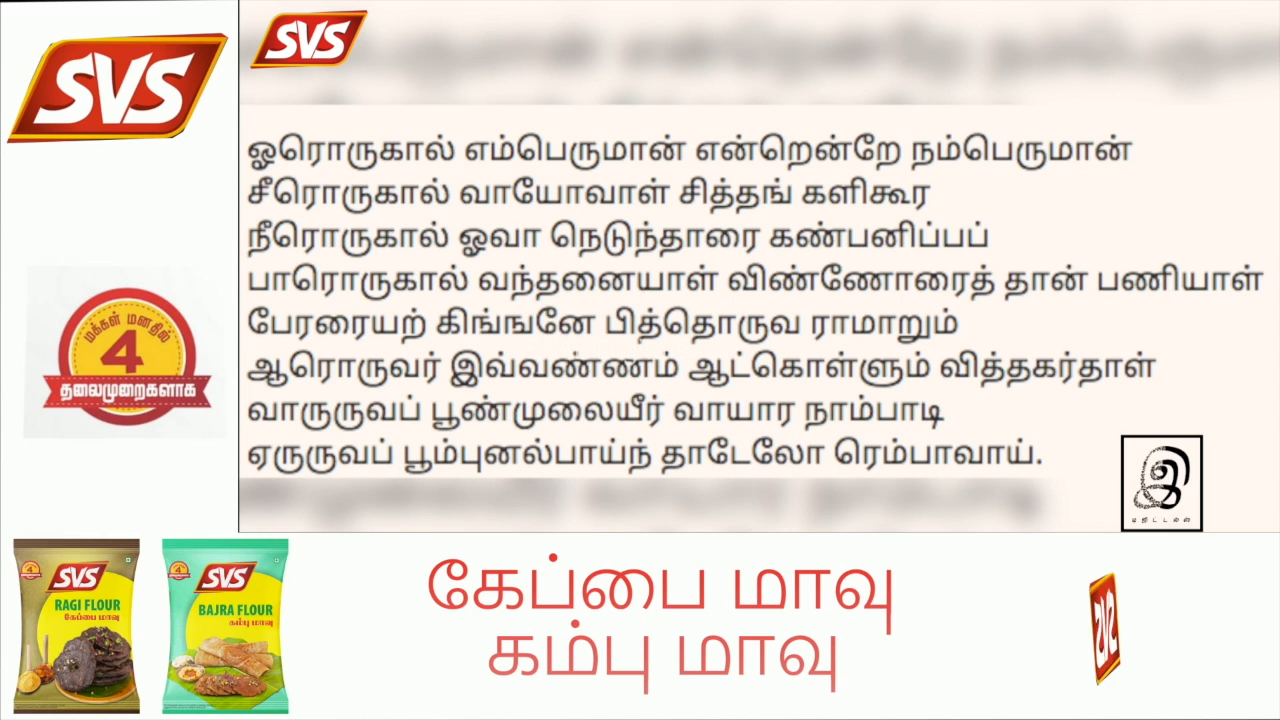 SVS
SVS
ஓரொருகால் எம்பெருமான் என்றென்றே நம்பெருமான்
சீரொருகால் வாயோவாள் சித்தங் களிகூர
நீரொருகால் ஓவா நெடுந்தாரை கண்பனிப்பப்
பாரொருகால் வந்தனையாள் விண்ணோரைத் தான் பணியாள்
பேரரையற் கிங்ஙனே பித்தொருவ ராமாறும்
ஆரொருவர் இவ்வண்ணம் ஆட்கொள்ளும் வித்தகர்தாள்
வாருருவப் பூண்முலையீர் வாயார நாம்பாடி
ஏருருவப் பூம்புனல்பாய்ந் தாடேலோ ரெம்பாவாய்.
மக்கள் மனதில்
4
தலைமுறைகளாக
இ
SVS
RAGI FLOUR
கேப்பை மாவு
SVS
BAJRA FLOUR
கம்பு மாவு
கேப்பை மாவு
கம்பு மாவு